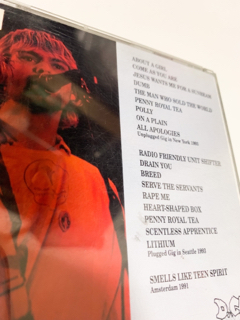 ABOUT A GIRL
COME AS YOU ARE
JESUS WANTS ME FOR A SUNBEAM
DUMB
THE MAN WHO SOLD THE WORLD
PENNY ROYAL TEA
POLLY
ON A PLAIN
ALL APOLOGIES
Unplugged Gig in New York 1993
RADIO FRIENDLY UNIT SHIFTER
DRAIN YOU
BREED
SERVE THE SERVANTS
RAPE ME
HEART-SHAPED BOX
PENNY ROYAL TEA
SCENTLESS APPRENTICE
LITHIUM
Plugged Gig in Seattle 1993
SMELLS LIKE TEEN SPIRIT
Amsterdam 1991